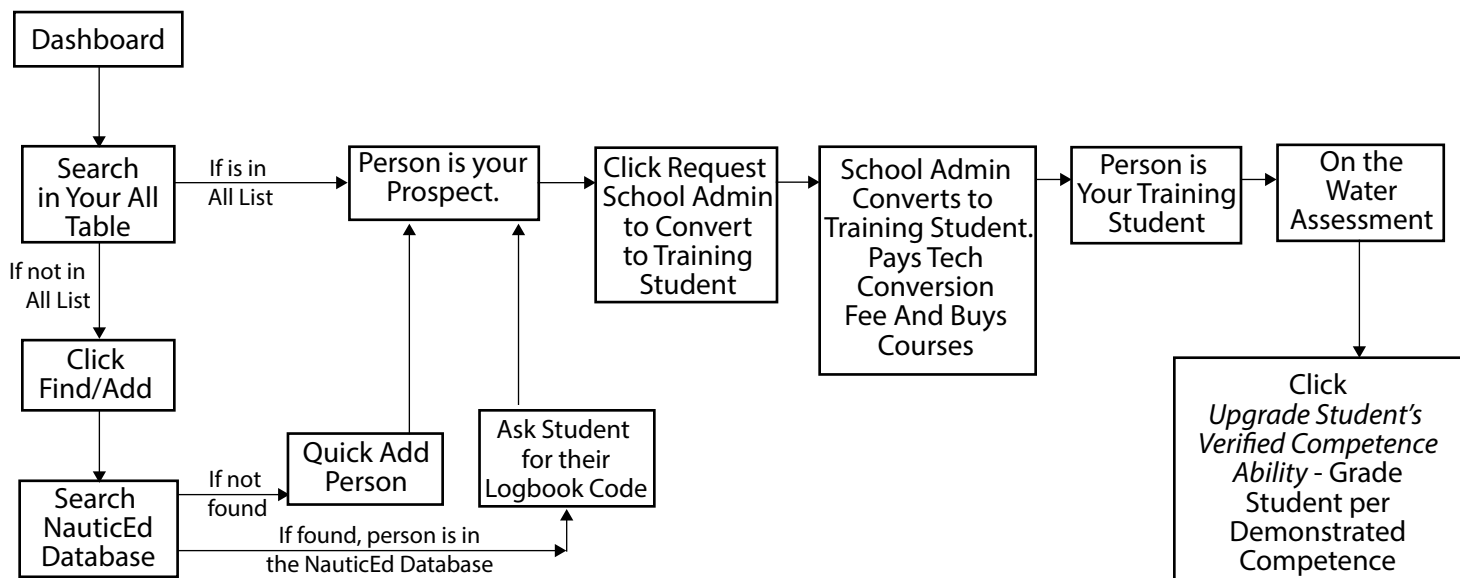 Dashboard
Search
in Your All
Table
If is in
All List
Person is your
Prospect.
Click Request
School Admin
to Convert
to Training
Student
School Admin
Converts to
Training Student.
Pays Tech
Conversion
Fee And Buys
Courses
Person is
Your Training
Student
On the
Water
Assessment
If not in
All List
Click
Find/Add
Search
NauticEd
Database
If not
found
Quick Add
Person
If found, person is in
the NauticEd Database
Ask Student
for their
Logbook Code
Click
Upgrade Student’s
Verified Competence
Ability - Grade
Student per
Demonstrated
Competence